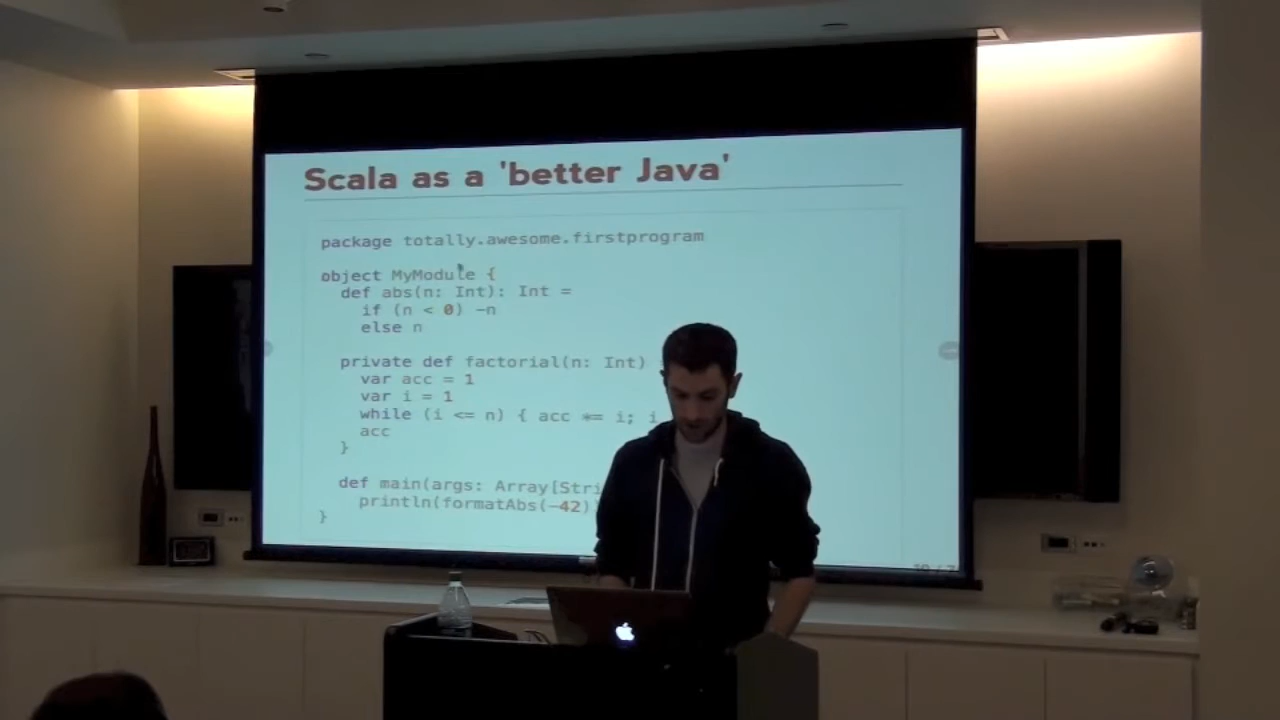 Scala as a 'better Java'
package totally.awesome.firstprogram
object MyModule {
def abs(n: Int): Int =
if (n < 0) -n
else n
private def factorial(n: Int)
var acc = 1
var i = 1
while (i <= n) { acc *= i; i
acc
}
def main(args: Array[Stri
println(formatAbs(-42)
}